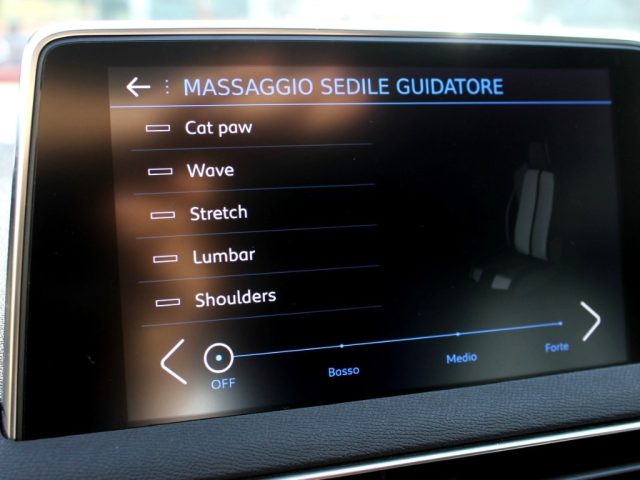 MASSAGGIO SEDILE GUIDATORE
Cat paw
Wave
Stretch
Lumbar
Shoulders
OFF Basso Medio Forte